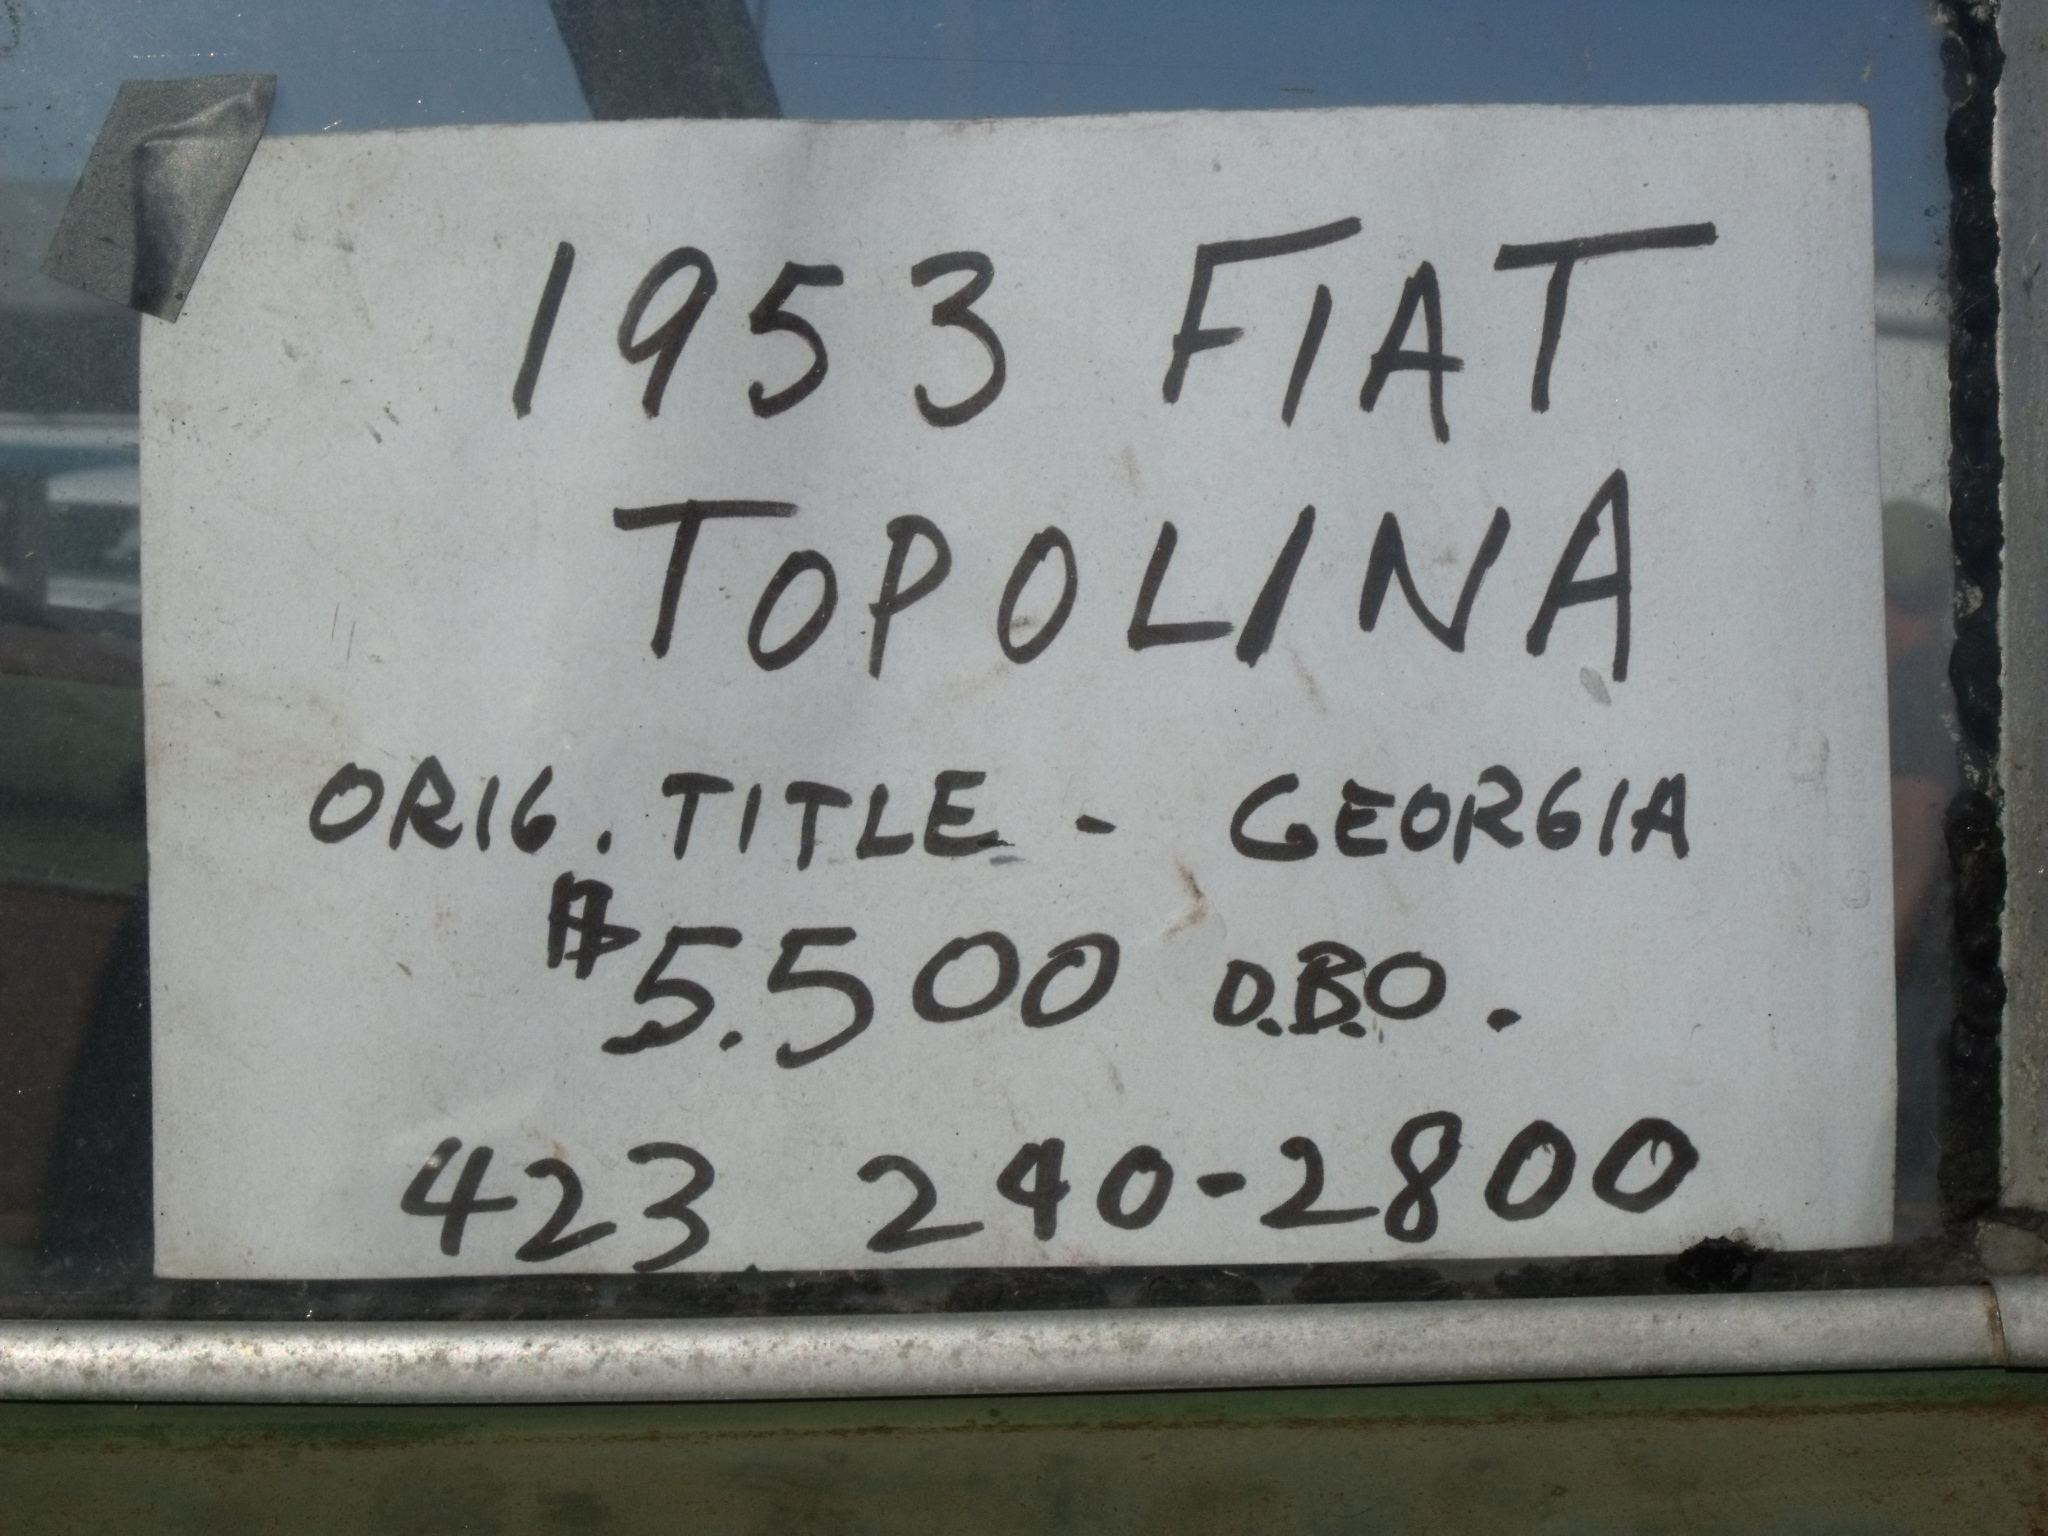 1953 FIAT
TOPOLINA
ORIG. TITLE - GEORGIA
$5.500 O.B.O.
423 240-2800